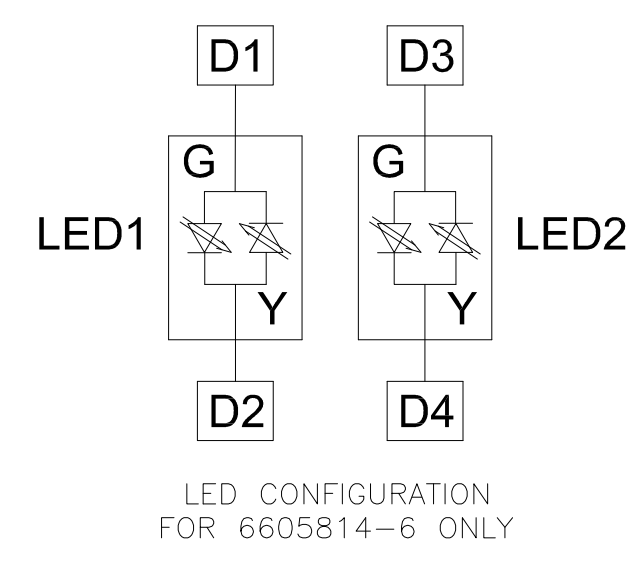 D1 D3
G G
LED1 LED2
Y Y
D2 D4
LED CONFIGURATION
FOR 6605814-6 ONLY